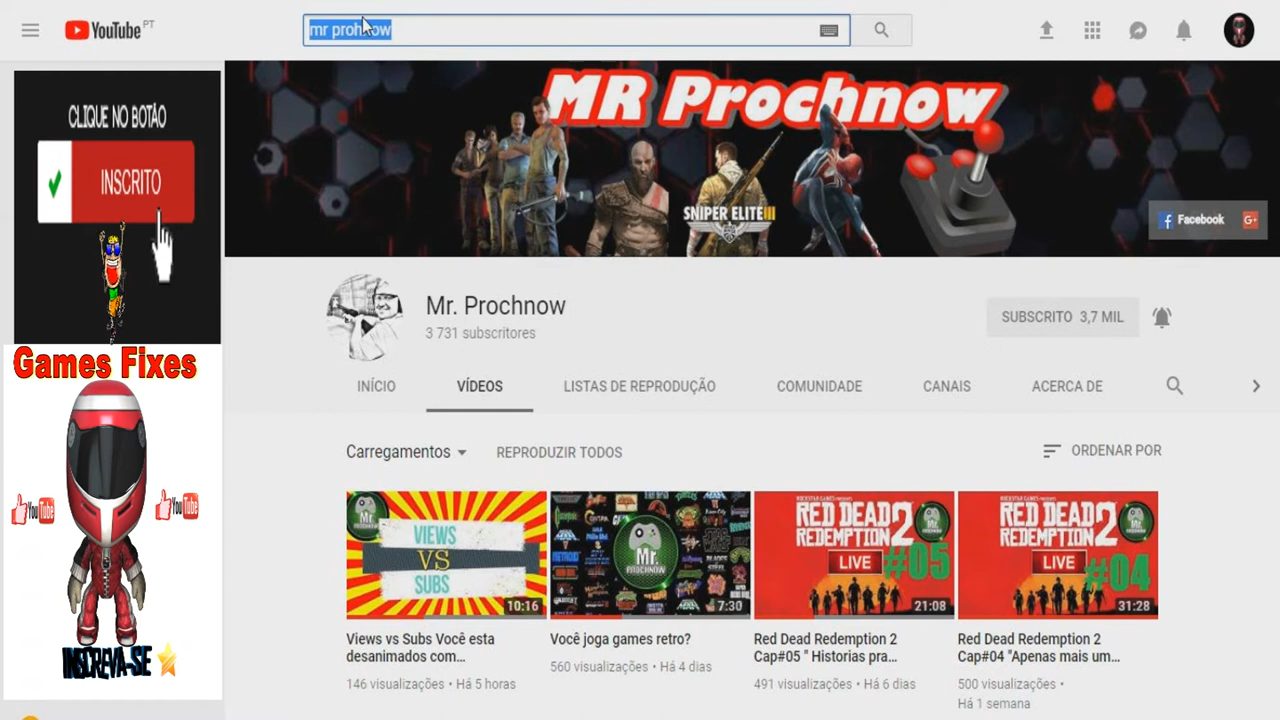 YouTube PT
mr prohnow
CLIQUE NO BOTÃO
INSCRITO
Games Fixes
YouTube
YouTube
INSCREVA-SE
MR Prochnow
SNIPER ELITE III
Facebook G+
Mr. Prochnow
3 731 subscritores
SUBSCRITO 3,7 MIL
INÍCIO VÍDEOS LISTAS DE REPRODUÇÃO COMUNIDADE CANAIS ACERCA DE
Carregamentos REPRODUZIR TODOS ORDENAR POR
Mr.
VIEWS
VS
SUBS
10:16
Views vs Subs Você esta
desanimados com...
146 visualizações • Há 5 horas
Mr.
PROCHNOW
7:30
Você joga games retro?
560 visualizações • Há 4 dias
RED DEAD
REDEMPTION 2
LIVE #05
21:08
Red Dead Redemption 2
Cap#05 " Historias pra...
491 visualizações • Há 6 dias
RED DEAD
REDEMPTION 2
LIVE #04
31:28
Red Dead Redemption 2
Cap#04 "Apenas mais um...
500 visualizações •
Há 1 semana